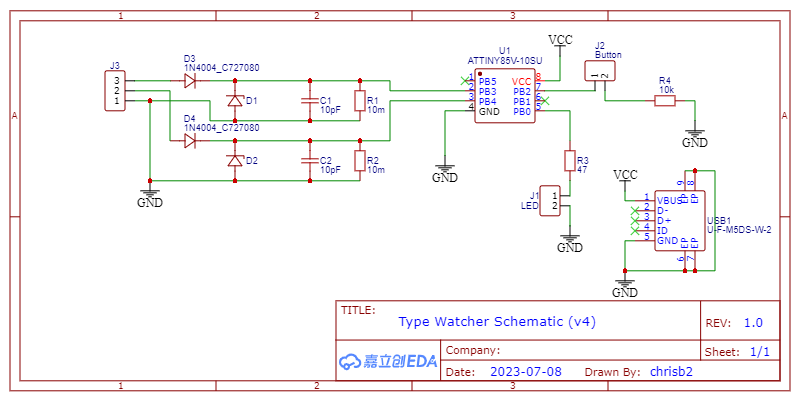 1 2 3
A A
J3
3
2
1
D3
1N4004_C727080
D1
C1
10pF
R1
10m
D4
1N4004_C727080
D2
C2
10pF
R2
10m
GND
U1
ATTINY85V-10SU
1 PB5 VCC 8
2 PB3 PB2 7
3 PB4 PB1 6
4 GND PB0 5
GND
VCC
J2
Button
1 2
R4
10k
GND
R3
47
J1
LED
1
2
GND
VCC
9 8
EP EP
1 VBUS
2 D-
3 D+
4 ID
5 GND
EP EP
6 7
USB1
U-F-M5DS-W-2
GND
TITLE:
Type Watcher Schematic (v4)
REV: 1.0
嘉立创EDA
Company:
Sheet: 1/1
Date: 2023-07-08 Drawn By: chrisb2
1 2 3